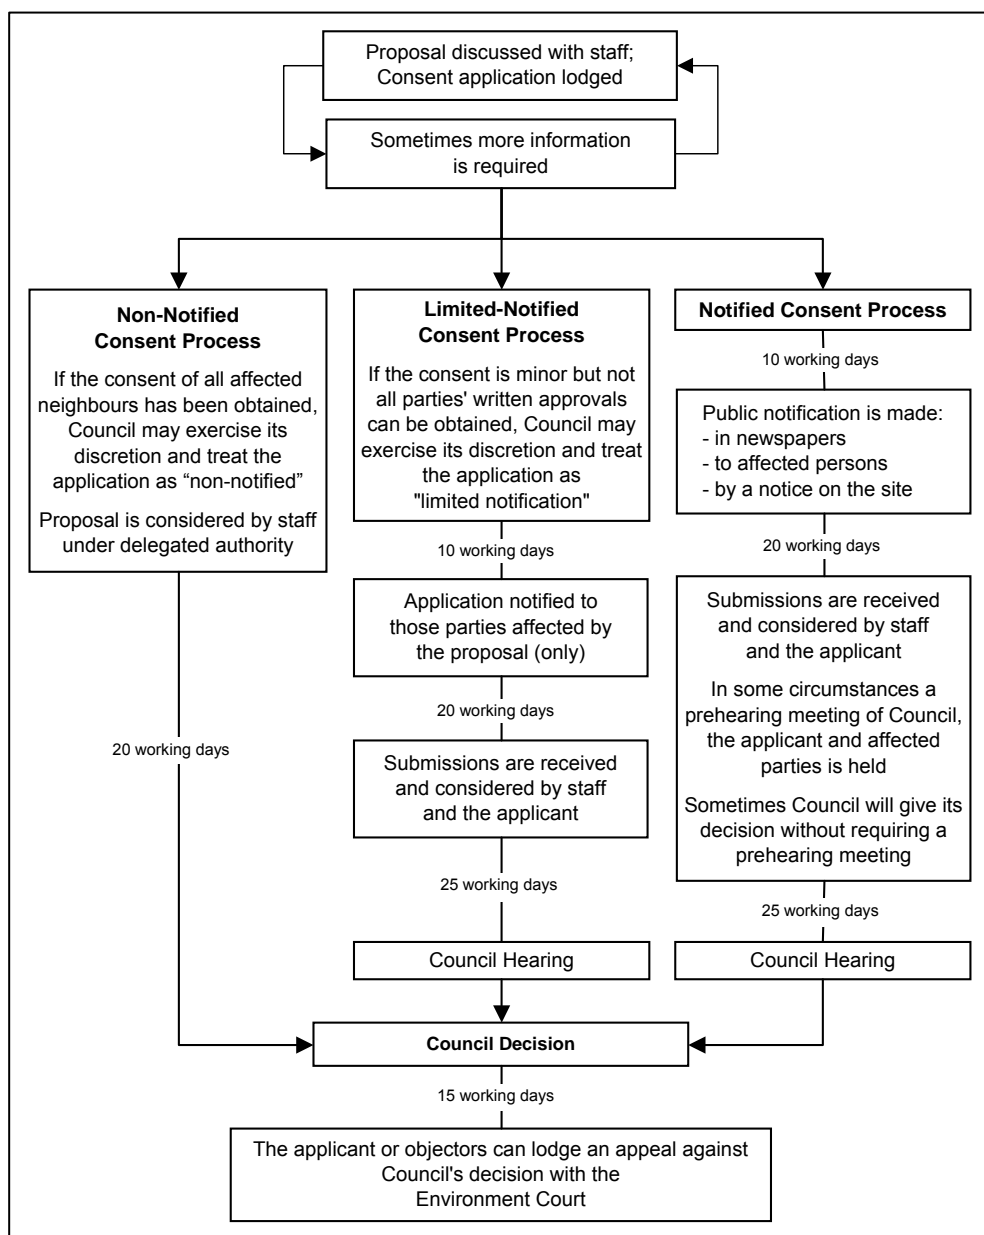 Proposal discussed with staff;
Consent application lodged
Sometimes more information
is required
Non-Notified
Consent Process
If the consent of all affected
neighbours has been obtained,
Council may exercise its
discretion and treat the
application as “non-notified”
Proposal is considered by staff
under delegated authority
20 working days
Limited-Notified
Consent Process
If the consent is minor but not
all parties' written approvals
can be obtained, Council may
exercise its discretion and treat
the application as
"limited notification"
10 working days
Application notified to
those parties affected by
the proposal (only)
20 working days
Submissions are received
and considered by staff
and the applicant
25 working days
Council Hearing
Notified Consent Process
10 working days
Public notification is made:
- in newspapers
- to affected persons
- by a notice on the site
20 working days
Submissions are received
and considered by staff
and the applicant
In some circumstances a
prehearing meeting of Council,
the applicant and affected
parties is held
Sometimes Council will give its
decision without requiring a
prehearing meeting
25 working days
Council Hearing
Council Decision
15 working days
The applicant or objectors can lodge an appeal against
Council's decision with the
Environment Court